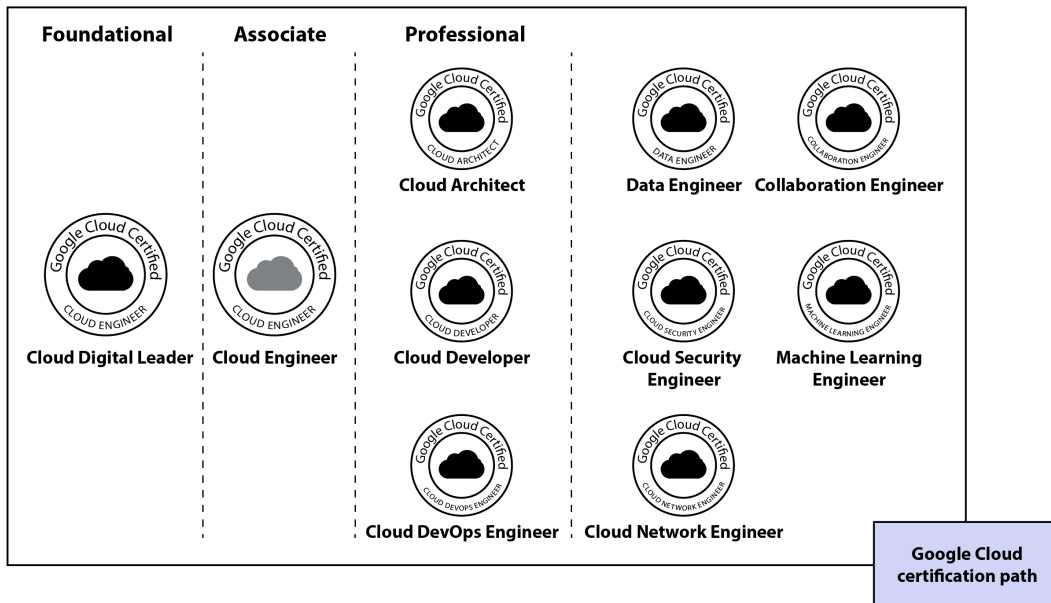 Foundational
Associate
Professional
Google Cloud Certified
CLOUD ARCHITECT
Cloud Architect
Google Cloud Certified
DATA ENGINEER
Data Engineer
Google Cloud Certified
COLLABORATION ENGINEER
Collaboration Engineer
Google Cloud Certified
CLOUD ENGINEER
Cloud Digital Leader
Google Cloud Certified
CLOUD ENGINEER
Cloud Engineer
Google Cloud Certified
CLOUD DEVELOPER
Cloud Developer
Google Cloud Certified
CLOUD SECURITY ENGINEER
Cloud Security
Engineer
Google Cloud Certified
MACHINE LEARNING ENGINEER
Machine Learning
Engineer
Google Cloud Certified
CLOUD DEVOPS ENGINEER
Cloud DevOps Engineer
Google Cloud Certified
CLOUD NETWORK ENGINEER
Cloud Network Engineer
Google Cloud
certification path